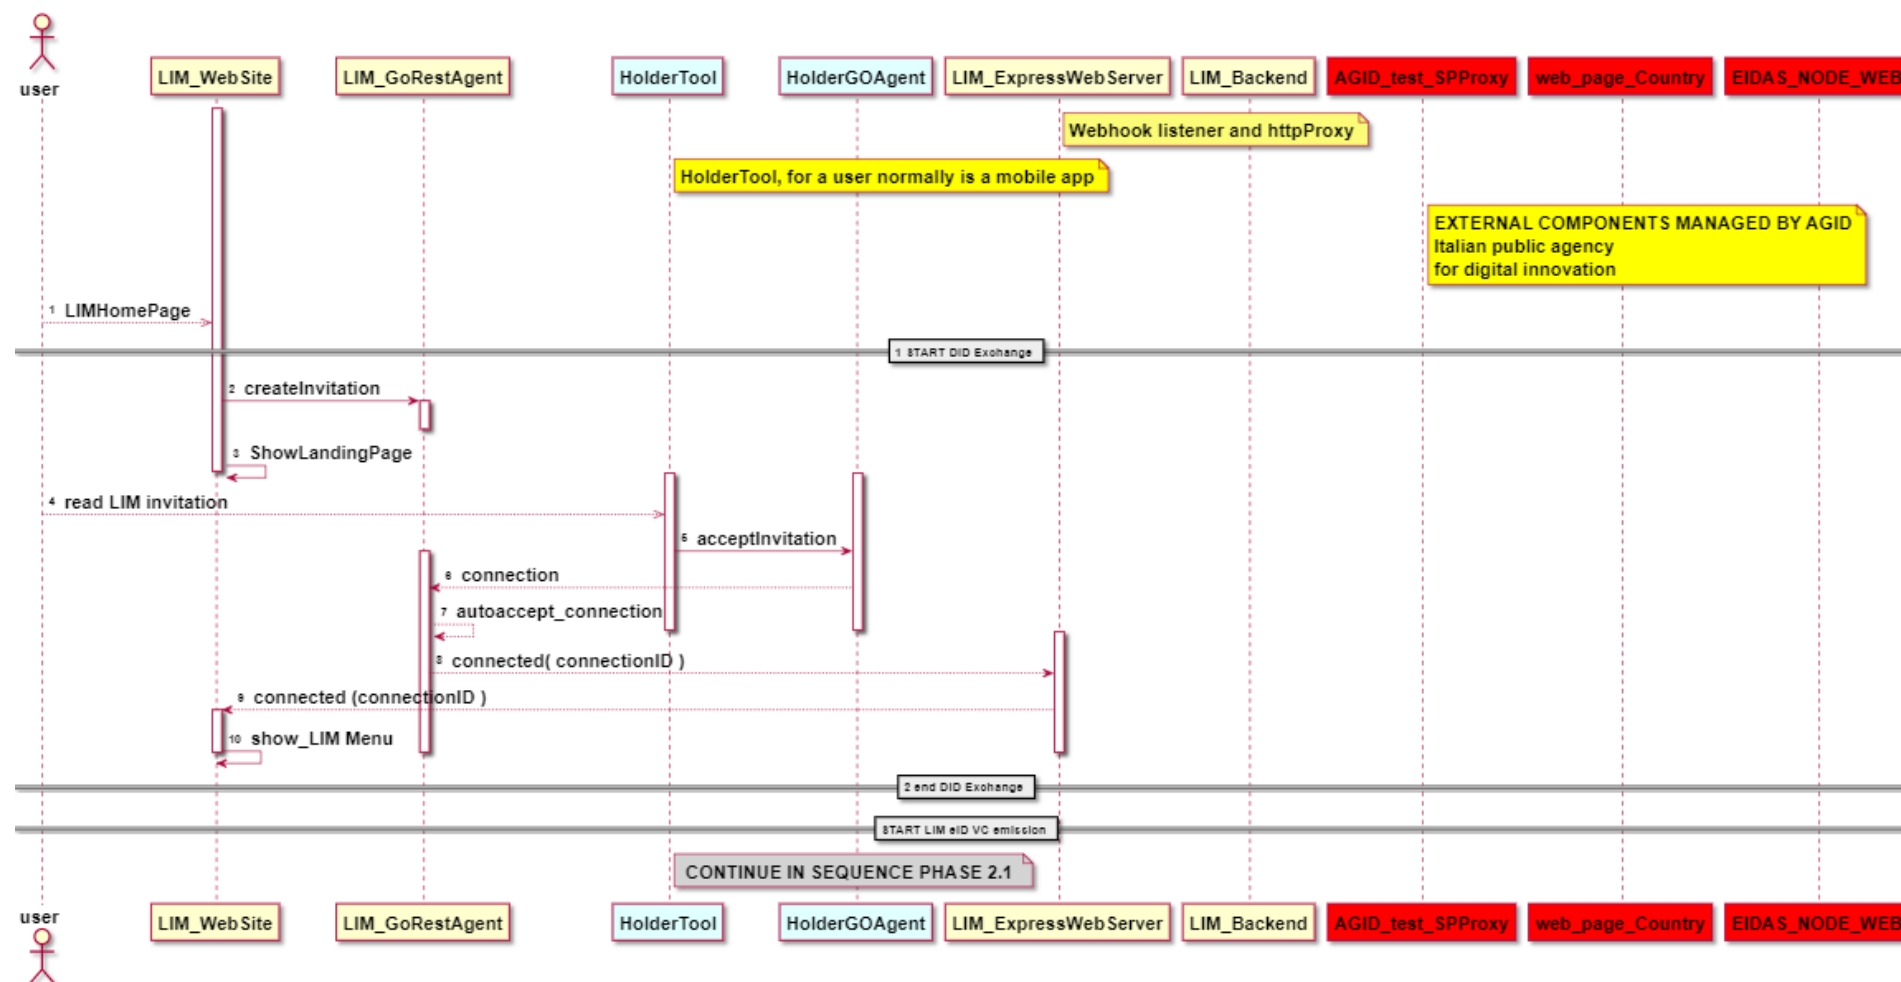 user
LIM_WebSite
LIM_GoRestAgent
HolderTool
HolderGOAgent
LIM_ExpressWebServer
LIM_Backend
AGID_test_SPProxy
web_page_Country
EIDAS_NODE_WEB
Webhook listener and httpProxy
HolderTool, for a user normally is a mobile app
EXTERNAL COMPONENTS MANAGED BY AGID
Italian public agency
for digital innovation
1 LIMHomePage
1 START DID Exchange
2 createInvitation
3 ShowLandingPage
4 read LIM invitation
5 acceptInvitation
6 connection
7 autoaccept_connection
8 connected( connectionID )
9 connected (connectionID )
10 show_LIM Menu
2 end DID Exchange
START LIM eID VC emission
CONTINUE IN SEQUENCE PHASE 2.1
user
LIM_WebSite
LIM_GoRestAgent
HolderTool
HolderGOAgent
LIM_ExpressWebServer
LIM_Backend
AGID_test_SPProxy
web_page_Country
EIDAS_NODE_WEB